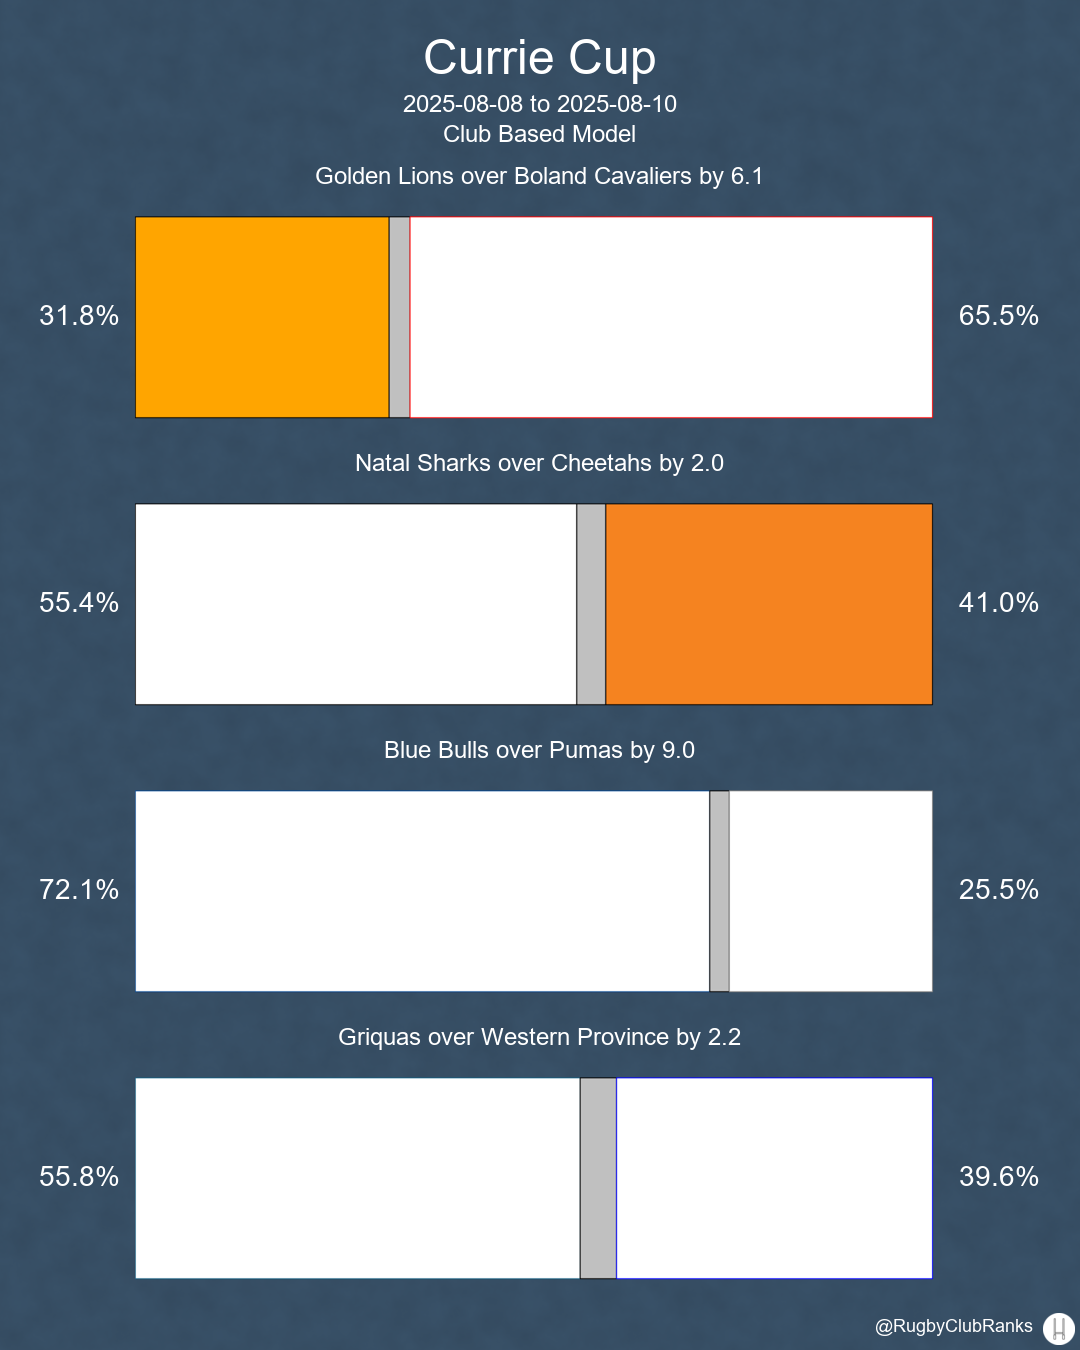 Currie Cup
2025-08-08 to 2025-08-10
Club Based Model
Golden Lions over Boland Cavaliers by 6.1
31.8%
65.5%
Natal Sharks over Cheetahs by 2.0
55.4%
41.0%
Blue Bulls over Pumas by 9.0
72.1%
25.5%
Griquas over Western Province by 2.2
55.8%
39.6%
@RugbyClubRanks